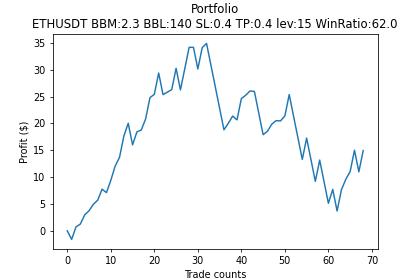 Portfolio
ETHUSDT BBM:2.3 BBL:140 SL:0.4 TP:0.4 lev:15 WinRatio:62.0
35
30
25
20
15
10
5
0
Profit ($)
0 10 20 30 40 50 60 70
Trade counts